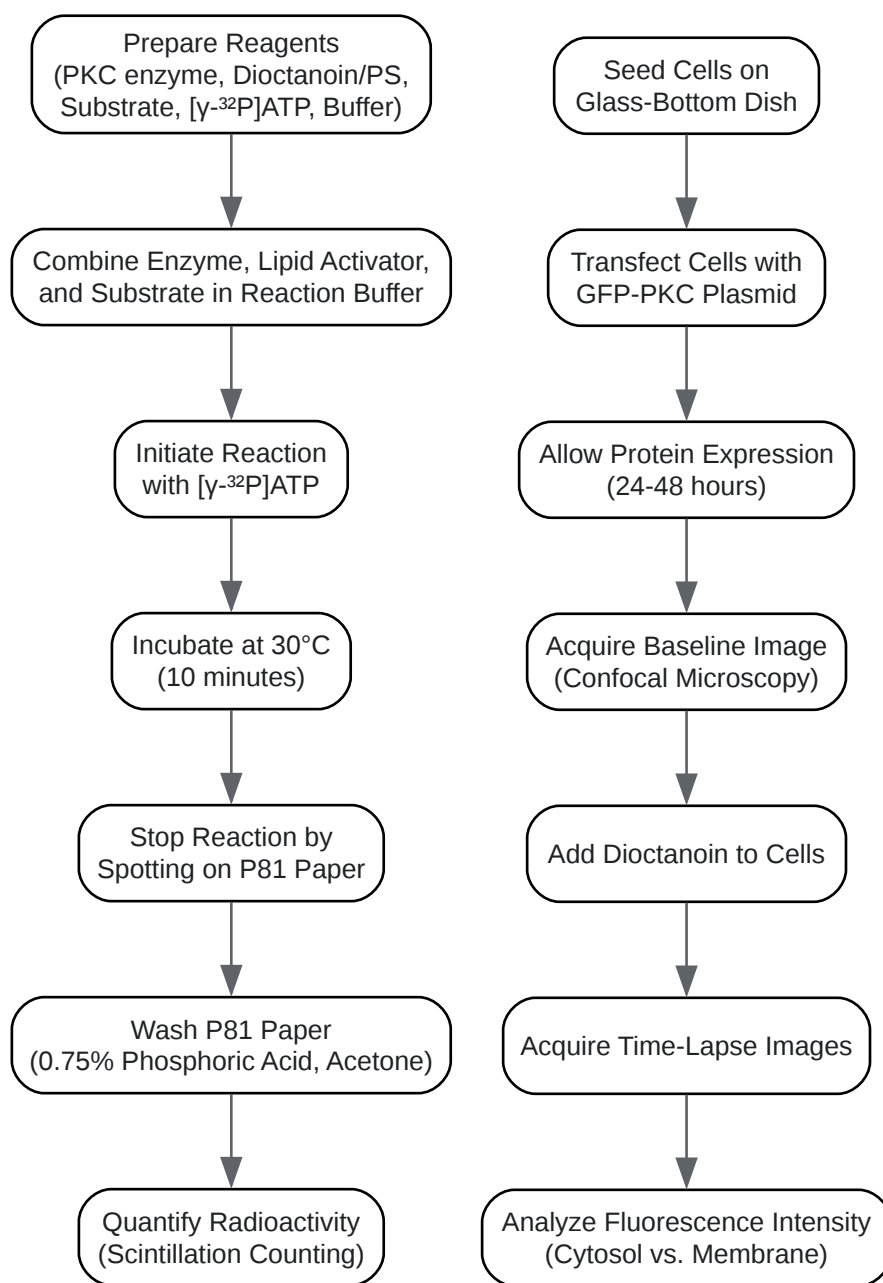 Prepare Reagents
(PKC enzyme, Dioctanoin/PS,
Substrate, [γ-³²P]ATP, Buffer)
Combine Enzyme, Lipid Activator,
and Substrate in Reaction Buffer
Initiate Reaction
with [γ-³²P]ATP
Incubate at 30°C
(10 minutes)
Stop Reaction by
Spotting on P81 Paper
Wash P81 Paper
(0.75% Phosphoric Acid, Acetone)
Quantify Radioactivity
(Scintillation Counting)
Seed Cells on
Glass-Bottom Dish
Transfect Cells with
GFP-PKC Plasmid
Allow Protein Expression
(24-48 hours)
Acquire Baseline Image
(Confocal Microscopy)
Add Dioctanoin to Cells
Acquire Time-Lapse Images
Analyze Fluorescence Intensity
(Cytosol vs. Membrane)